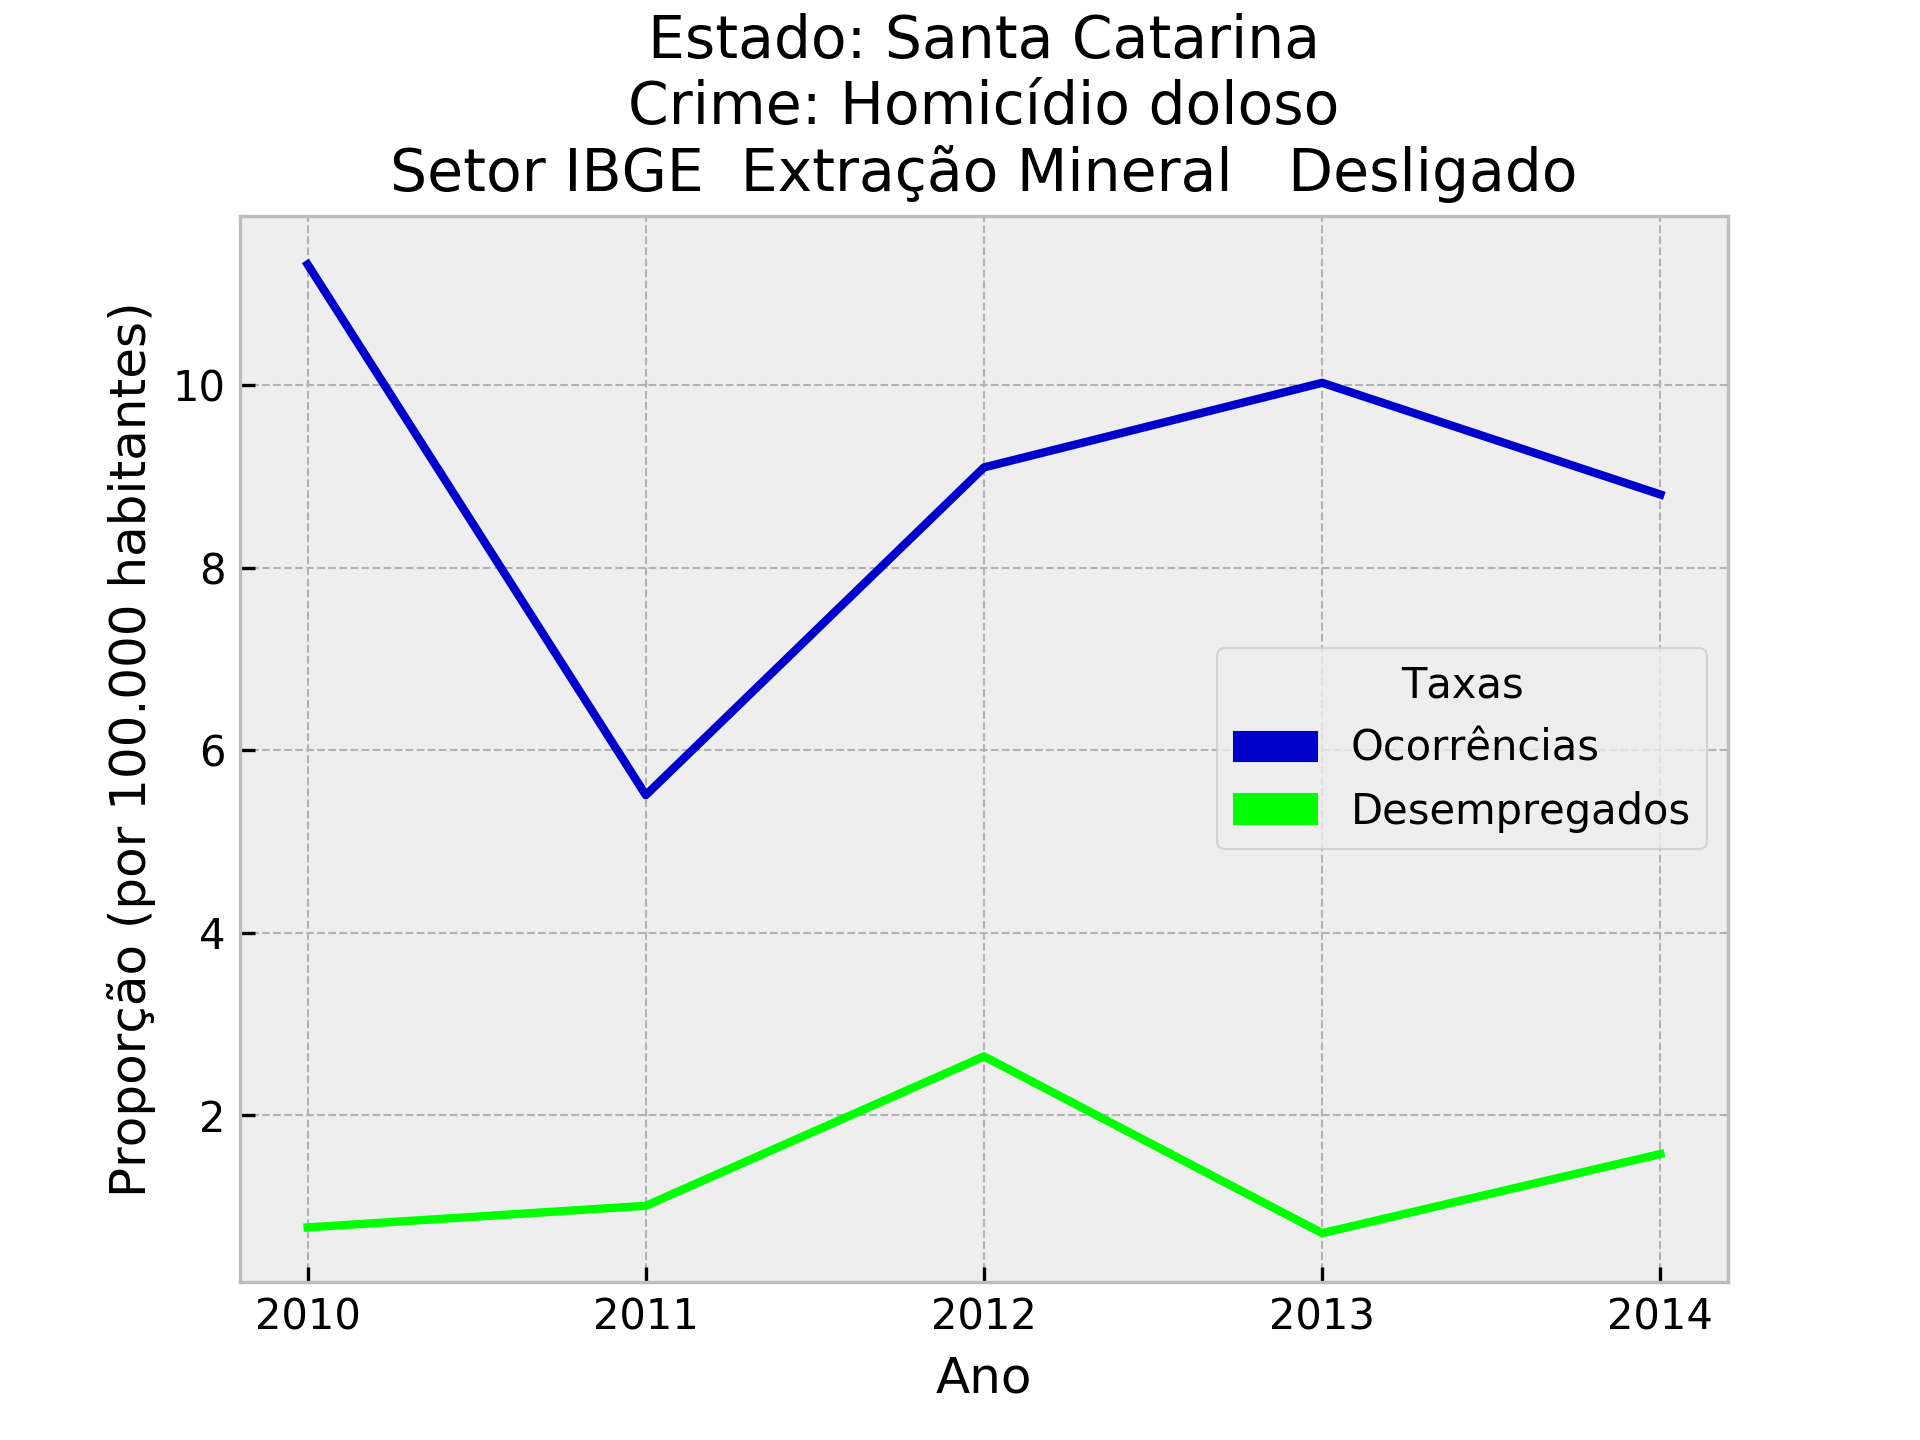 Estado: Santa Catarina
Crime: Homicídio doloso
Setor IBGE  Extração Mineral   Desligado
Proporção (por 100.000 habitantes)
10
8
6
4
2
Taxas
Ocorrências
Desempregados
2010
2011
2012
2013
2014
Ano